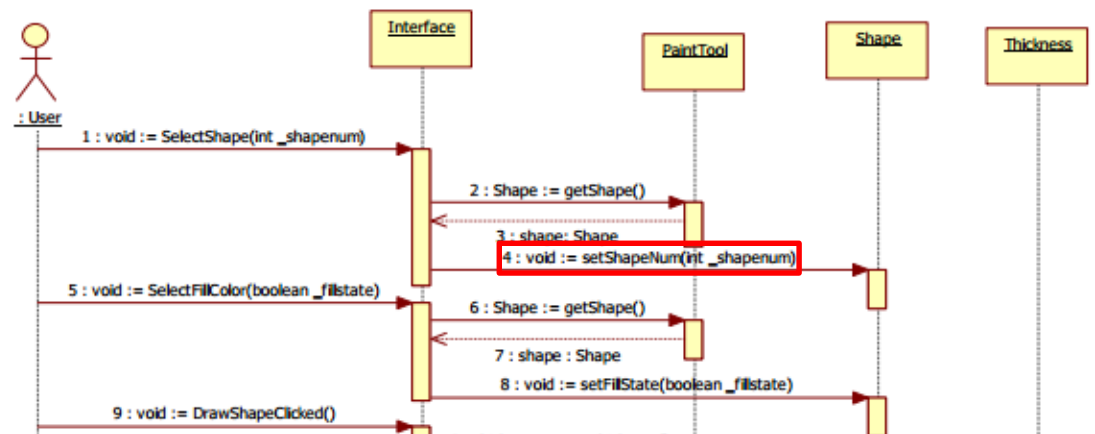 Interface
PaintTool
Shape
Thickness
: User
1 : void := SelectShape(int _shapenum)
2 : Shape := getShape()
3 : shape: Shape
4 : void := setShapeNum(int _shapenum)
5 : void := SelectFillColor(boolean _fillstate)
6 : Shape := getShape()
7 : shape : Shape
8 : void := setFillState(boolean _fillstate)
9 : void := DrawShapeClicked()